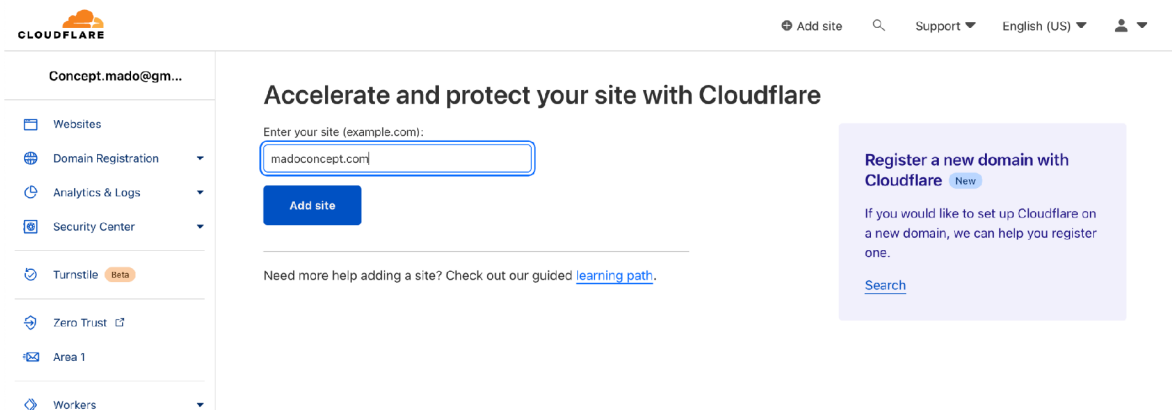 CLOUDFLARE
Add site
Support
English (US)
Concept.mado@gm...
Websites
Domain Registration
Analytics & Logs
Security Center
Turnstile Beta
Zero Trust
Area 1
Workers
Accelerate and protect your site with Cloudflare
Enter your site (example.com):
madoconcept.com
Add site
Need more help adding a site? Check out our guided learning path.
Register a new domain with
Cloudflare New
If you would like to set up Cloudflare on
a new domain, we can help you register
one.
Search